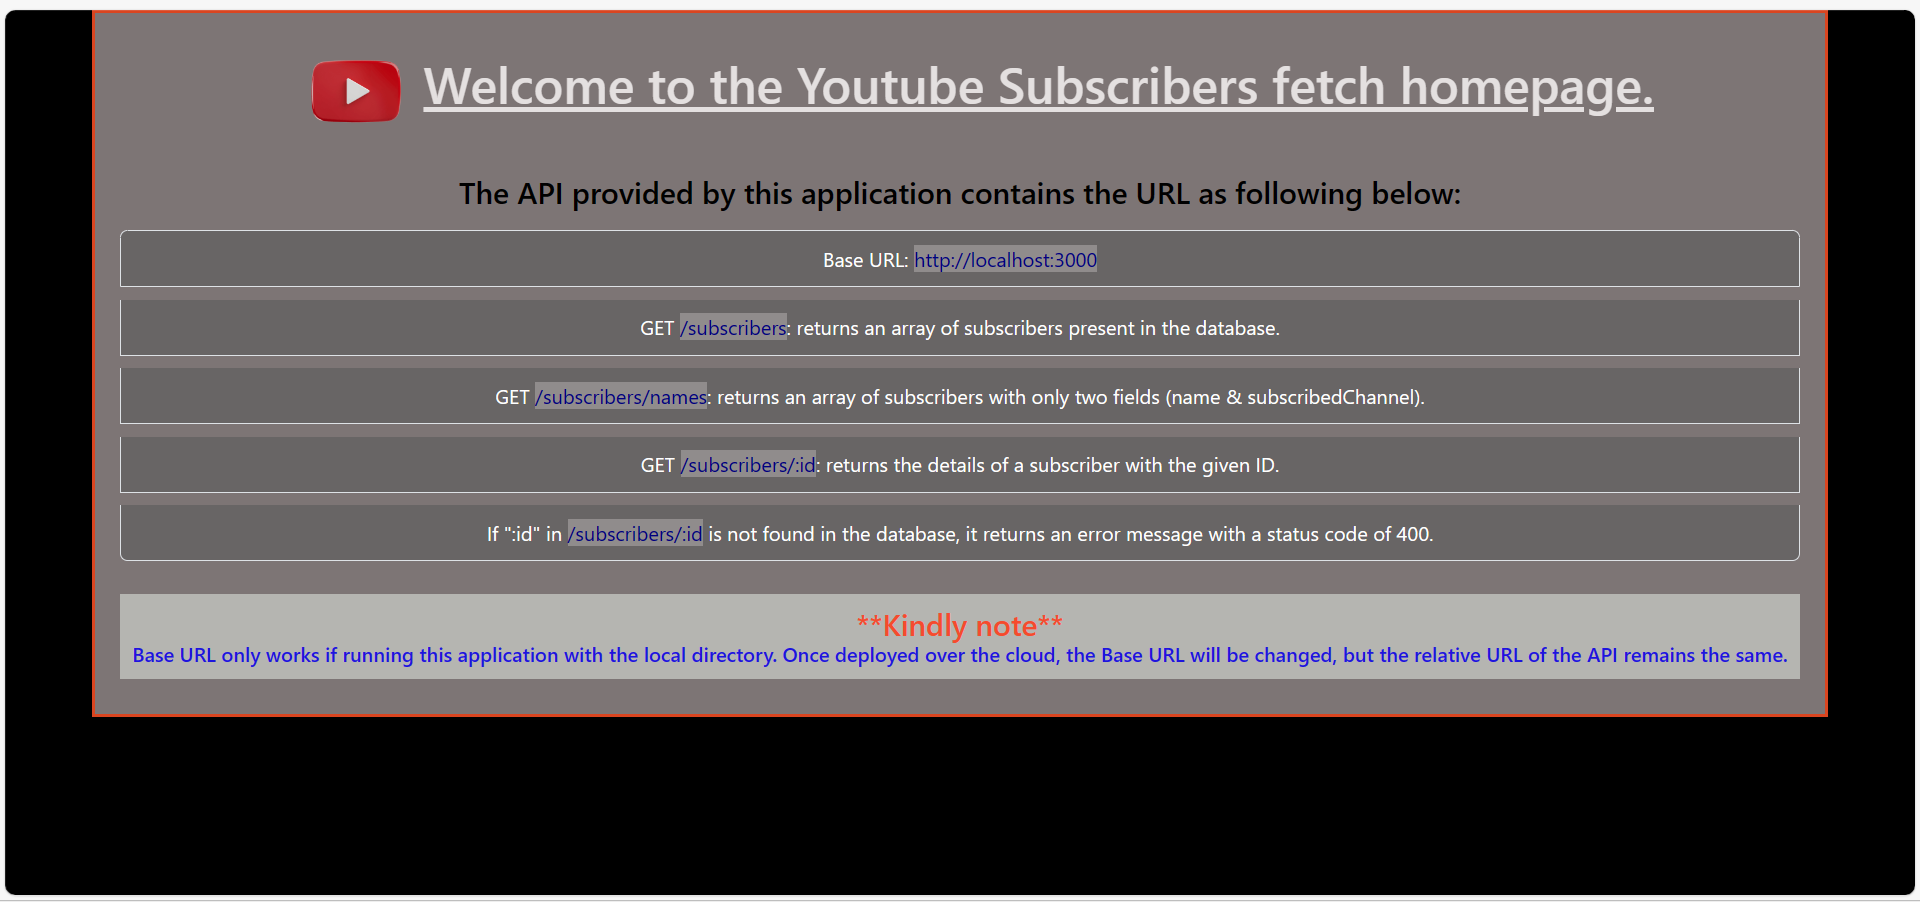 Welcome to the Youtube Subscribers fetch homepage.
The API provided by this application contains the URL as following below:
Base URL: http://localhost:3000
GET /subscribers: returns an array of subscribers present in the database.
GET /subscribers/names: returns an array of subscribers with only two fields (name & subscribedChannel).
GET /subscribers/:id: returns the details of a subscriber with the given ID.
If ":id" in /subscribers/:id is not found in the database, it returns an error message with a status code of 400.
**Kindly note**
Base URL only works if running this application with the local directory. Once deployed over the cloud, the Base URL will be changed, but the relative URL of the API remains the same.